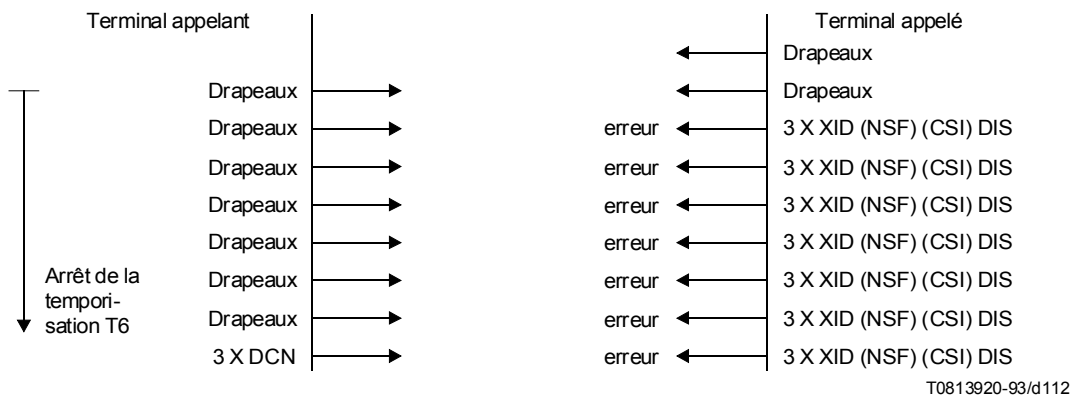 Terminal appelant
Terminal appelé
Drapeaux
Drapeaux
Drapeaux
Drapeaux
erreur
3 X XID (NSF) (CSI) DIS
Drapeaux
erreur
3 X XID (NSF) (CSI) DIS
Drapeaux
erreur
3 X XID (NSF) (CSI) DIS
Drapeaux
erreur
3 X XID (NSF) (CSI) DIS
Arrêt de la
tempori-
sation T6
Drapeaux
erreur
3 X XID (NSF) (CSI) DIS
Drapeaux
erreur
3 X XID (NSF) (CSI) DIS
3 X DCN
erreur
3 X XID (NSF) (CSI) DIS
T0813920-93/d112